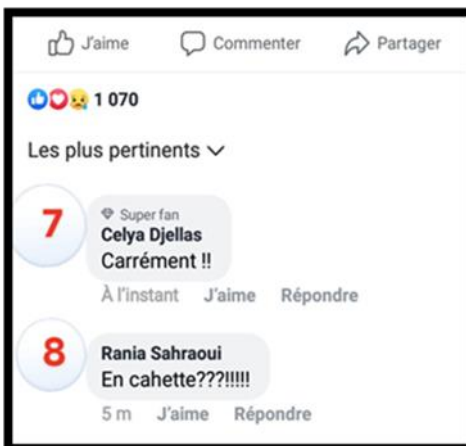 J'aime Commenter Partager
1 070
Les plus pertinents
7
Super fan
Celya Djellas
Carrément !!
À l'instant J'aime Répondre
8
Rania Sahraoui
En cahette???!!!!!
5 m J'aime Répondre